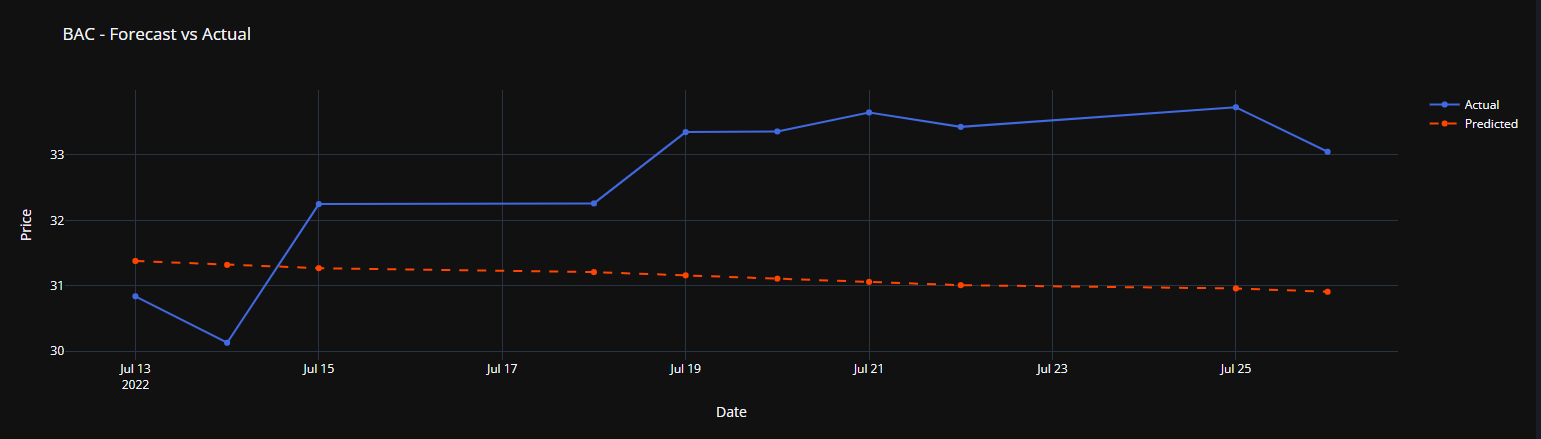 BAC - Forecast vs Actual
Actual
Predicted
33
32
31
30
Price
Jul 13 Jul 15 Jul 17 Jul 19 Jul 21 Jul 23 Jul 25
2022
Date